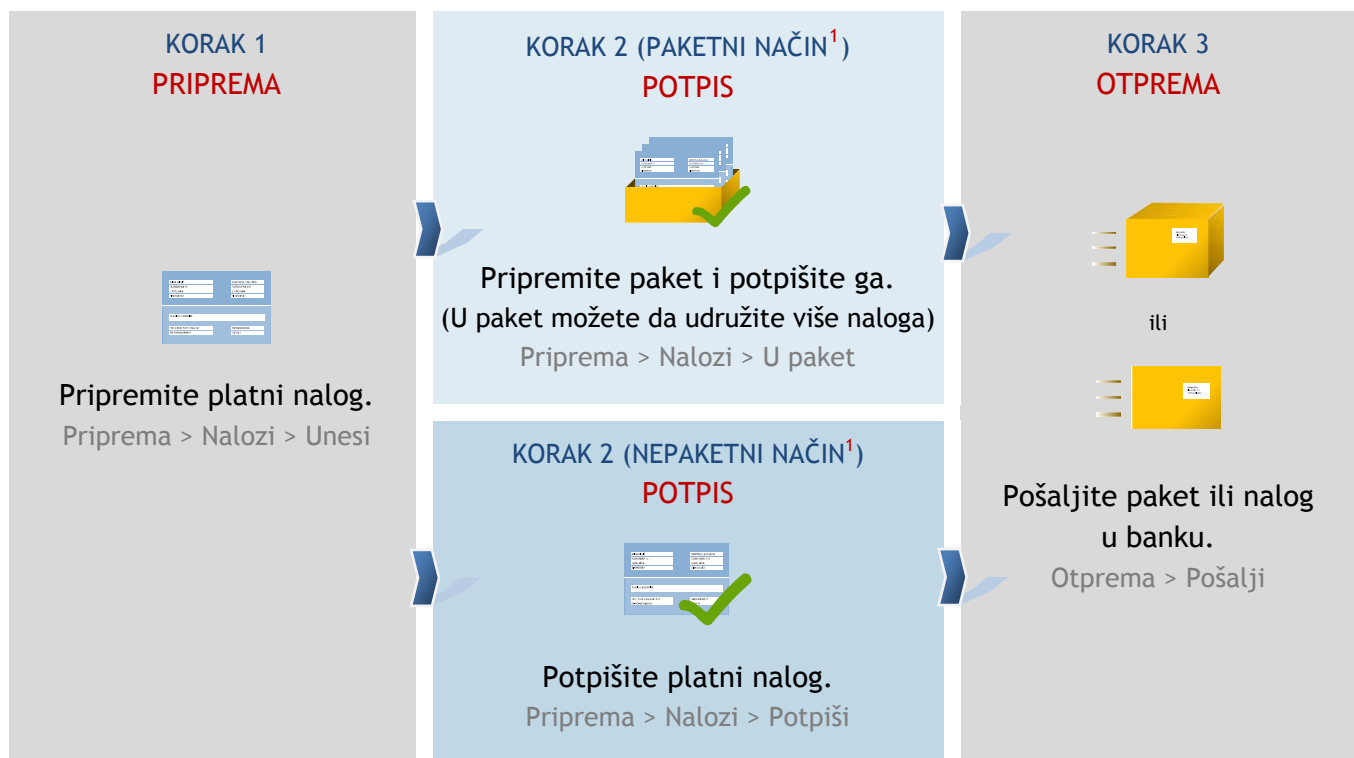 KORAK 1
PRIPREMA
Pripremite platni nalog.
Priprema > Nalozi > Unesi
KORAK 2 (PAKETNI NAČIN¹)
POTPIS
Pripremite paket i potpišite ga.
(U paket možete da udružite više naloga)
Priprema > Nalozi > U paket
KORAK 2 (NEPAKETNI NAČIN¹)
POTPIS
Potpišite platni nalog.
Priprema > Nalozi > Potpiši
KORAK 3
OTPREMA
ili
Pošaljite paket ili nalog
u banku.
Otprema > Pošalji